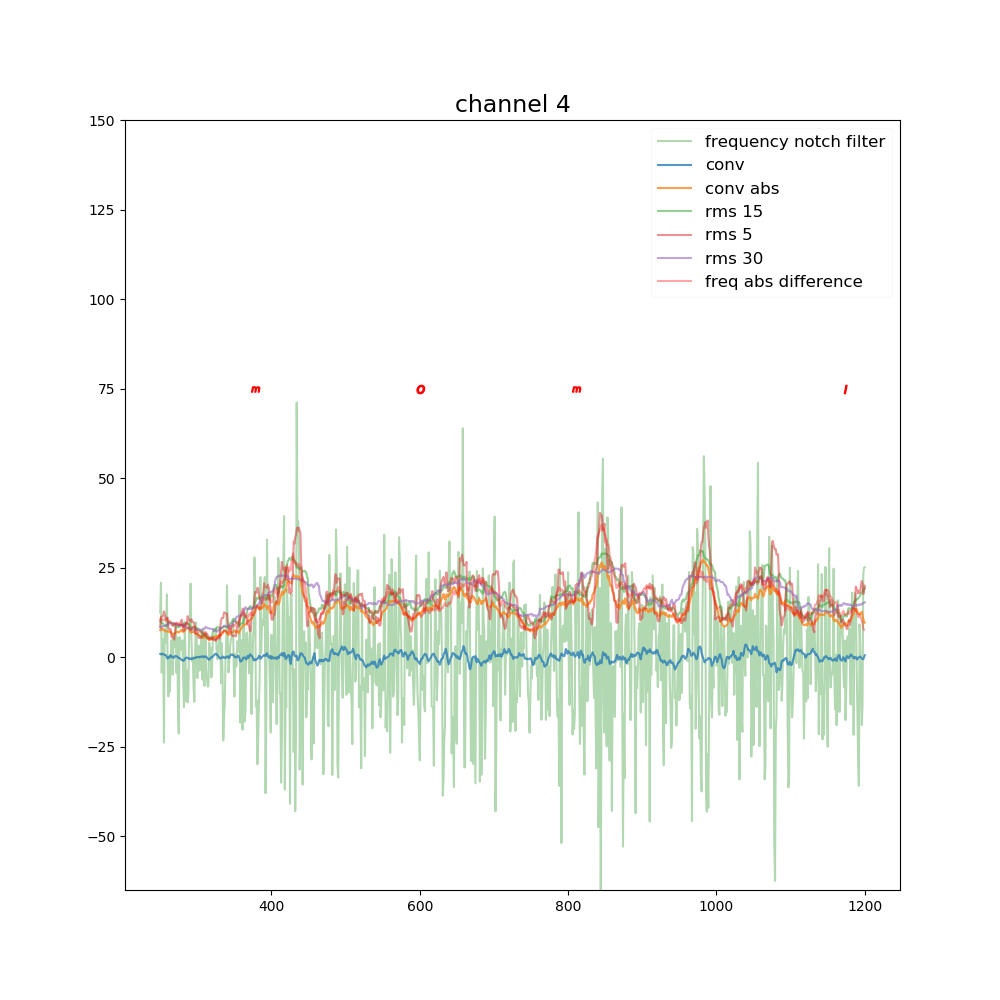 channel 4
150
frequency notch filter
conv
conv abs
rms 15
rms 5
rms 30
freq abs difference
125
100
75
m O m I
50
25
0
−25
−50
400 600 800 1000 1200